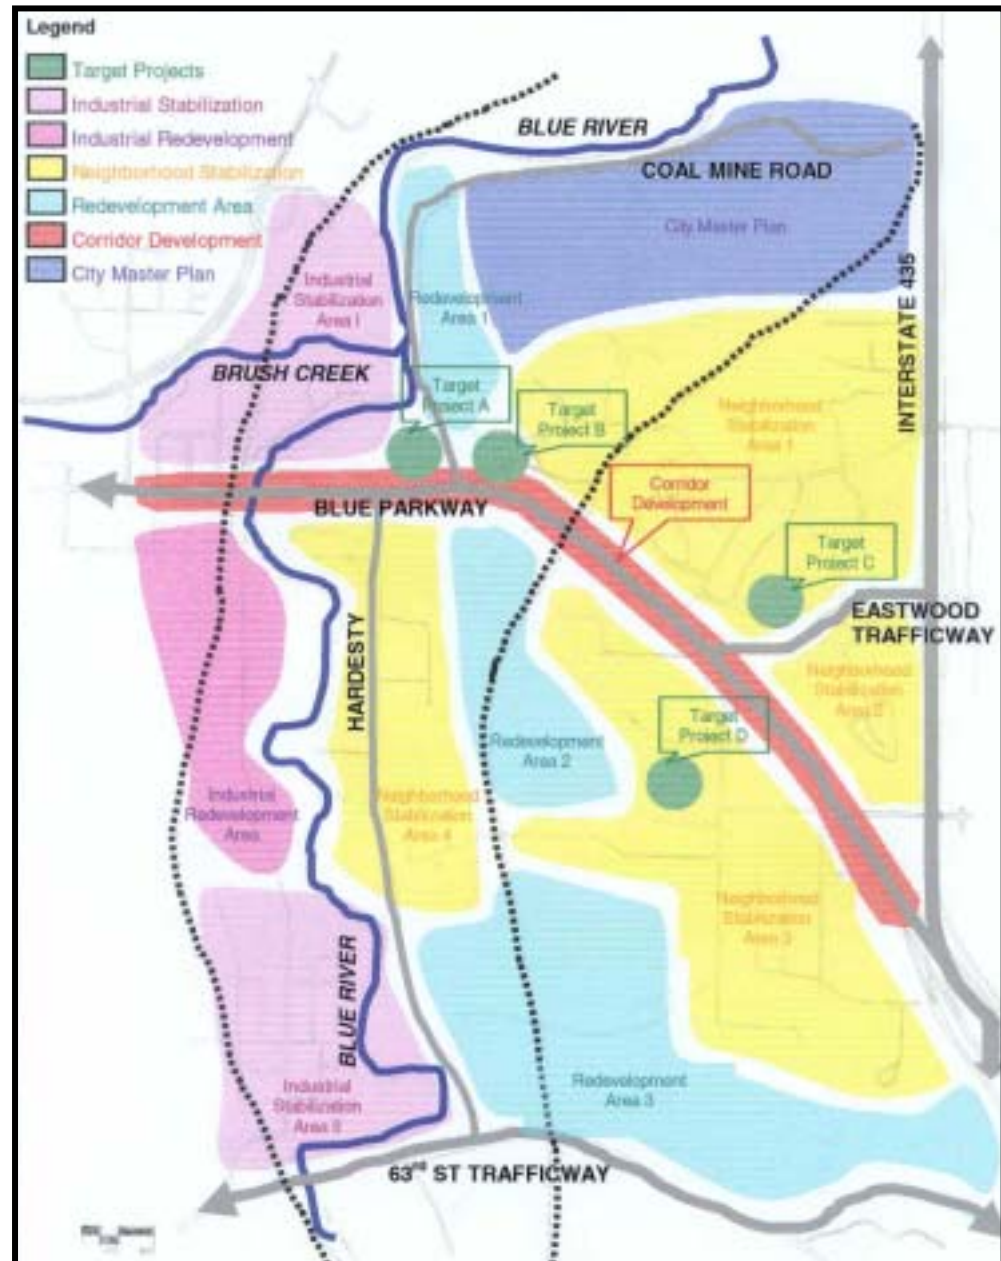 Legend
Target Projects
Industrial Stabilization
Industrial Redevelopment
Neighborhood Stabilization
Redevelopment Area
Corridor Development
City Master Plan
BLUE RIVER
COAL MINE ROAD
City Master Plan
INTERSTATE 435
Industrial
Stabilization
Area I
Redevelopment
Area 1
BRUSH CREEK
Target
Project A
Target
Project B
Neighborhood
Stabilization
Area 1
Corridor
Development
BLUE PARKWAY
Target
Project C
EASTWOOD
TRAFFICWAY
HARDESTY
Neighborhood
Stabilization
Area 2
Target
Project D
Redevelopment
Area 2
Industrial
Redevelopment
Area
Neighborhood
Stabilization
Area 4
Neighborhood
Stabilization
Area 3
BLUE RIVER
Redevelopment
Area 3
Industrial
Stabilization
Area II
63rd ST TRAFFICWAY